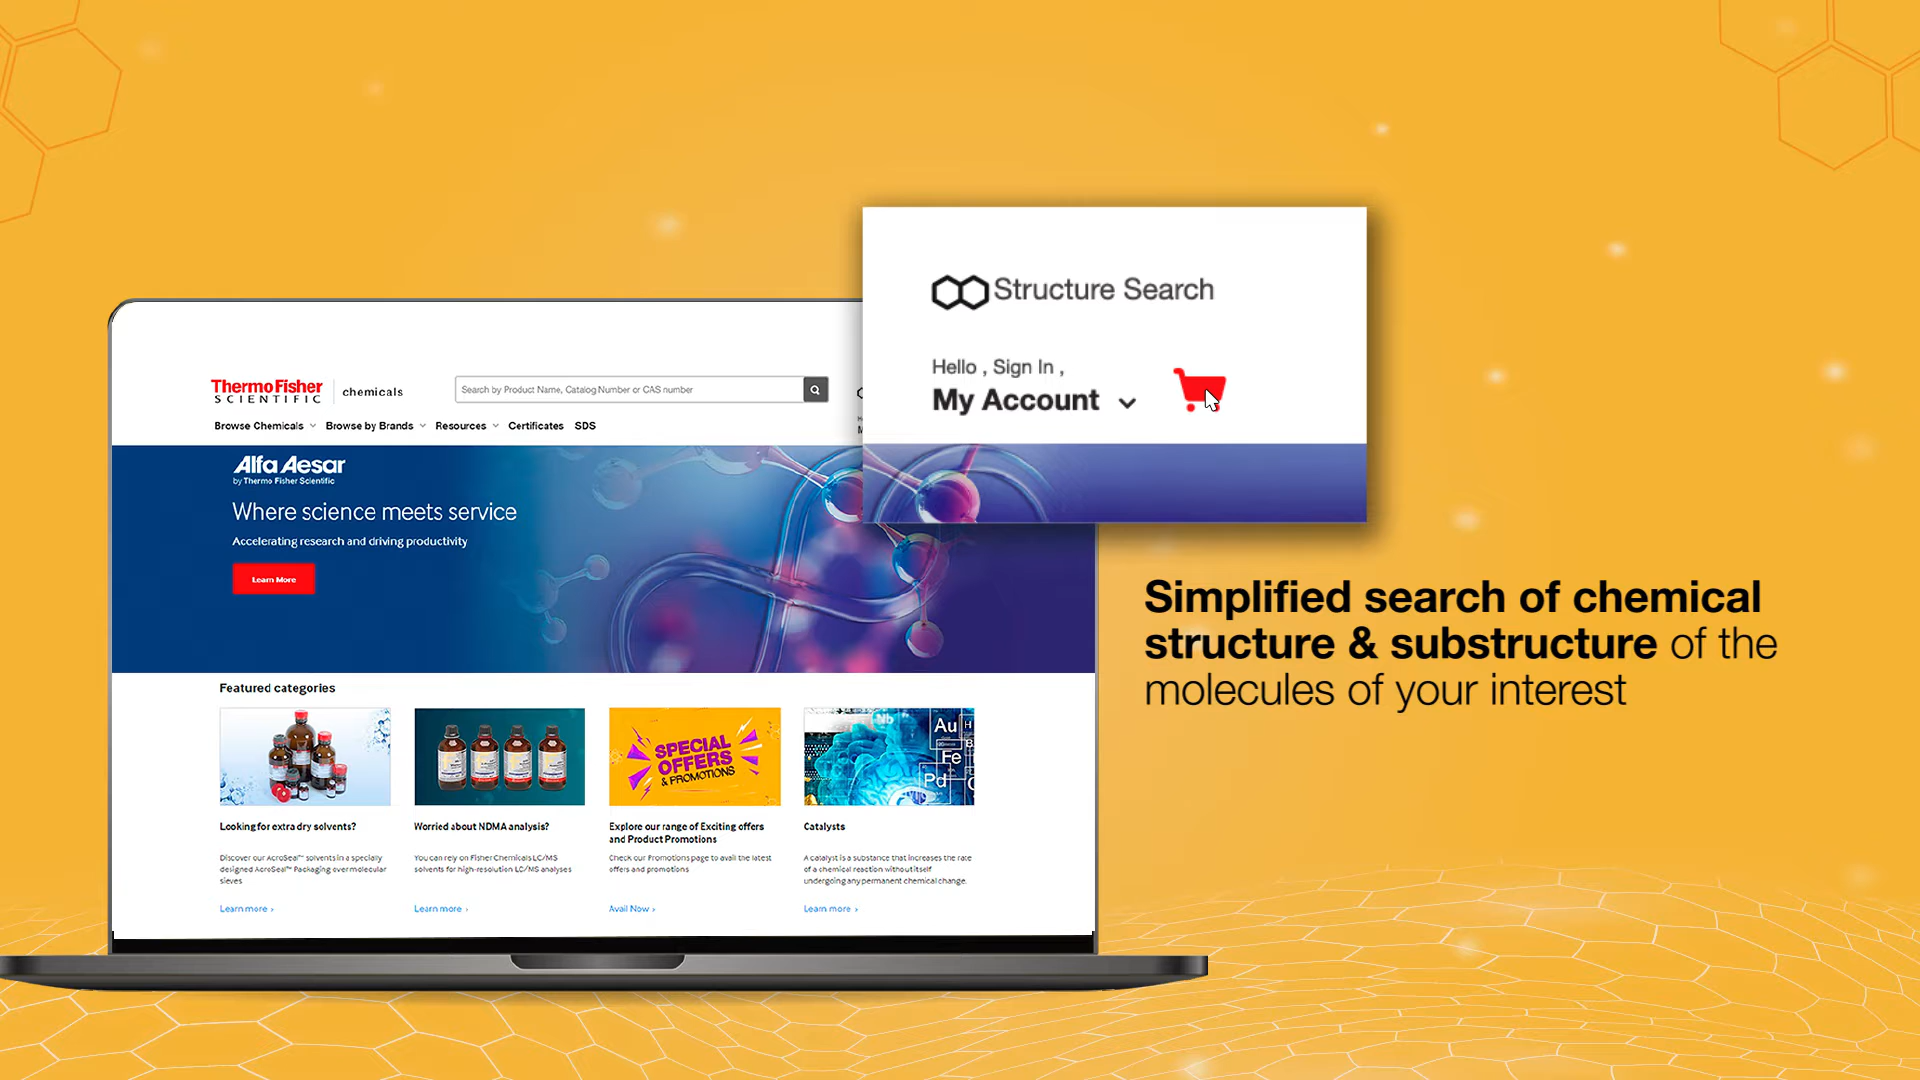 Structure Search
Hello , Sign In ,
My Account
ThermoFisher
SCIENTIFIC
chemicals
Search by Product Name, Catalog Number or CAS number
Browse Chemicals
Browse by Brands
Resources
Certificates
SDS
Alfa Aesar
by Thermo Fisher Scientific
Where science meets service
Accelerating research and driving productivity
Learn More
Simplified search of chemical
structure & substructure of the
molecules of your interest
Featured categories
SPECIAL
OFFERS
& PROMOTIONS
Nb
Au
H
Fe
Pd
Looking for extra dry solvents?
Discover our AcroSeal™ solvents in a specially
designed AcroSeal™ Packaging over molecular
sieves
Learn more ›
Worried about NDMA analysis?
You can rely on Fisher Chemicals LC/MS
solvents for high-resolution LC/MS analyses
Learn more ›
Explore our range of Exciting offers
and Product Promotions
Check our Promotions page to avail the latest
offers and promotions
Avail Now ›
Catalysts
A catalyst is a substance that increases the rate
of a chemical reaction without itself
undergoing any permanent chemical change.
Learn more ›